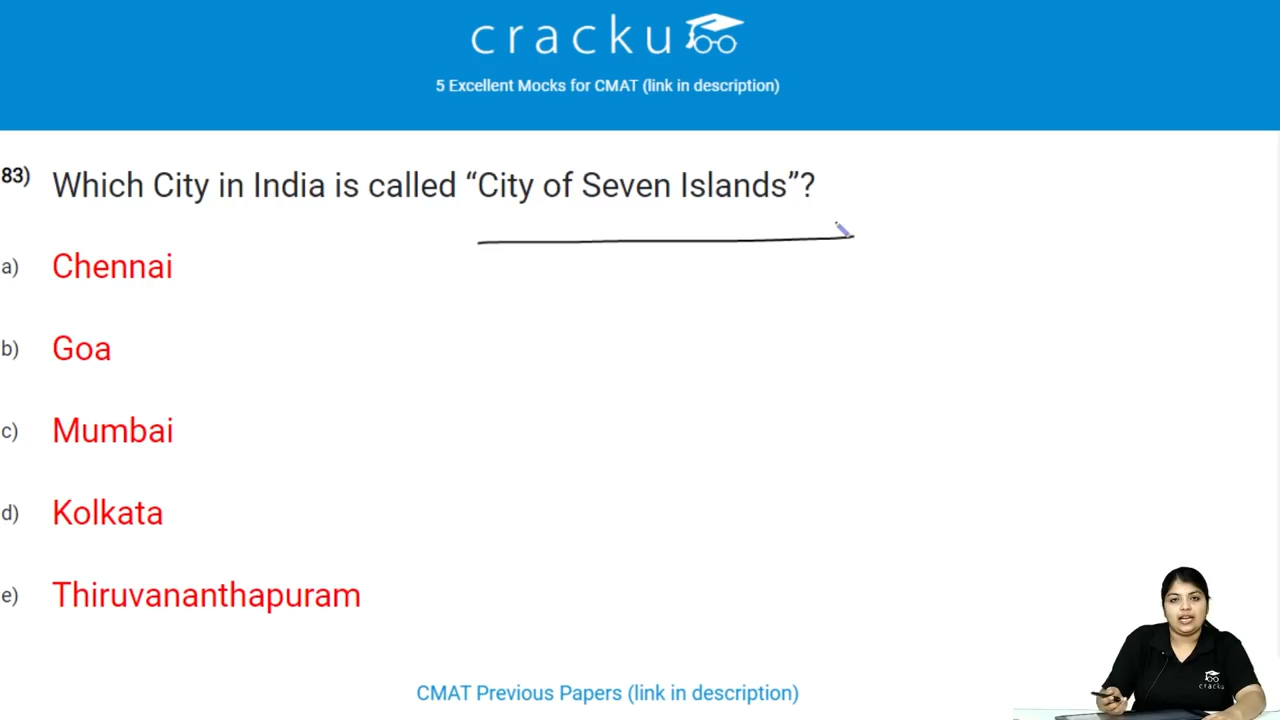 cracku
5 Excellent Mocks for CMAT (link in description)
83) Which City in India is called “City of Seven Islands”?
a) Chennai
b) Goa
c) Mumbai
d) Kolkata
e) Thiruvananthapuram
cracku
CMAT Previous Papers (link in description)